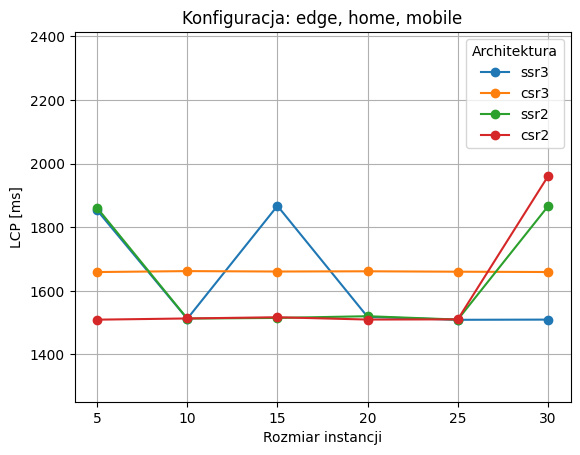 Konfiguracja: edge, home, mobile
2400
2200
2000
1800
1600
1400
LCP [ms]
Architektura
ssr3
csr3
ssr2
csr2
5
10
15
20
25
30
Rozmiar instancji